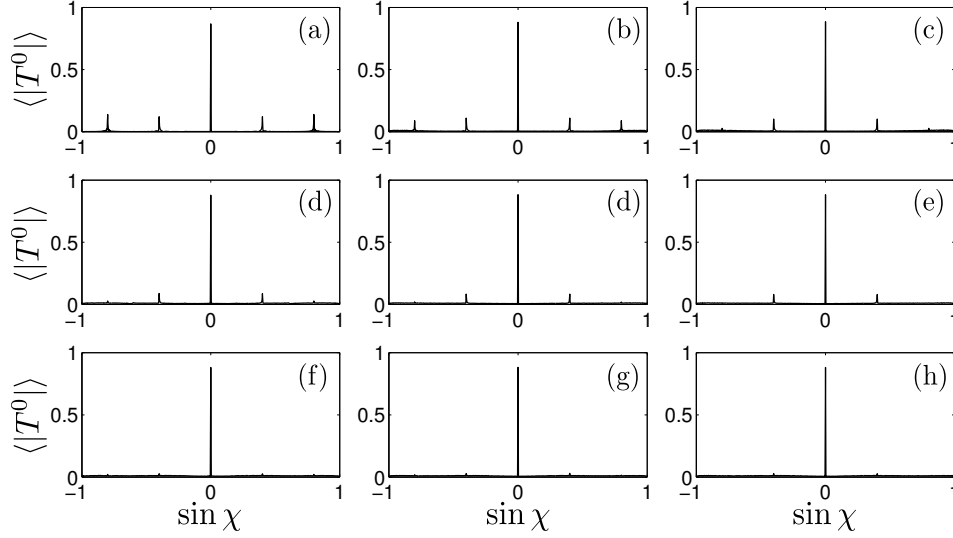 (a) (b) (c)
⟨|T⁰|⟩
1 1 1
0.5 0.5 0.5
0 0 0
−1 0 1 −1 0 1 −1 0 1
(d) (d) (e)
⟨|T⁰|⟩
1 1 1
0.5 0.5 0.5
0 0 0
−1 0 1 −1 0 1 −1 0 1
(f) (g) (h)
⟨|T⁰|⟩
1 1 1
0.5 0.5 0.5
0 0 0
−1 0 1 −1 0 1 −1 0 1
sin χ sin χ sin χ